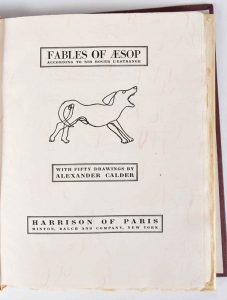 FABLES OF ÆSOP
ACCORDING TO SIR ROGER L'ESTRANGE
WITH FIFTY DRAWINGS BY
ALEXANDER CALDER
HARRISON OF PARIS
MINTON, BALCH AND COMPANY, NEW YORK